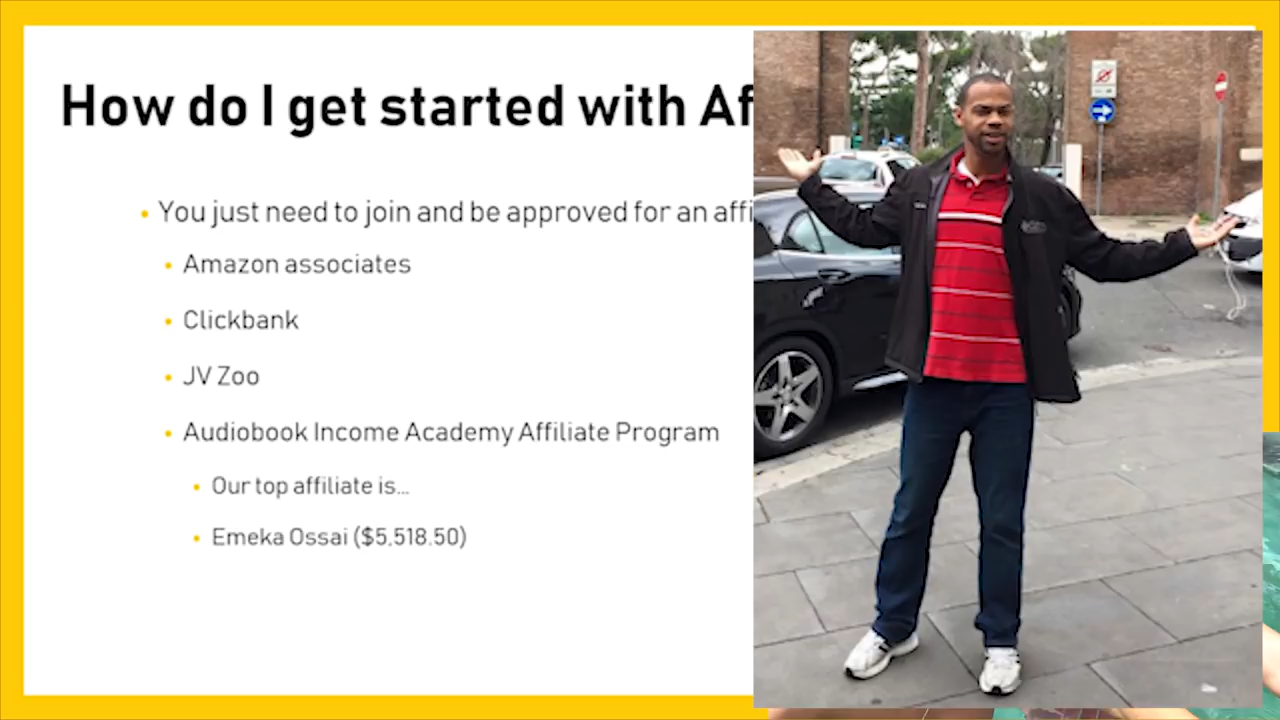 How do I get started with Af
You just need to join and be approved for an affi
Amazon associates
Clickbank
JV Zoo
Audiobook Income Academy Affiliate Program
Our top affiliate is...
Emeka Ossai ($5,518.50)